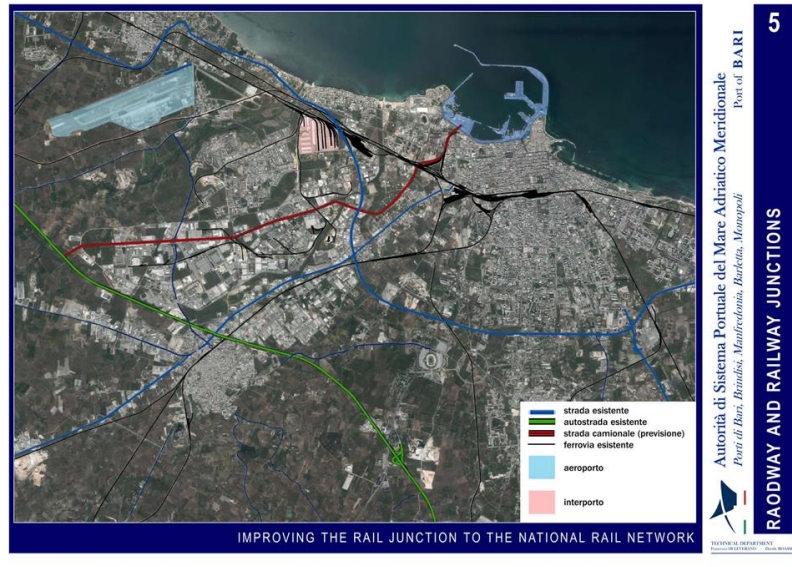 strada esistente
autostrada esistente
strada camionale (previsione)
ferrovia esistente
aeroporto
interporto
IMPROVING THE RAIL JUNCTION TO THE NATIONAL RAIL NETWORK
5
RAODWAY AND RAILWAY JUNCTIONS
Autorità di Sistema Portuale del Mare Adriatico Meridionale
Porti di Bari, Brindisi, Manfredonia, Barletta, Monopoli
Port of BARI
TECHNICAL DEPARTMENT